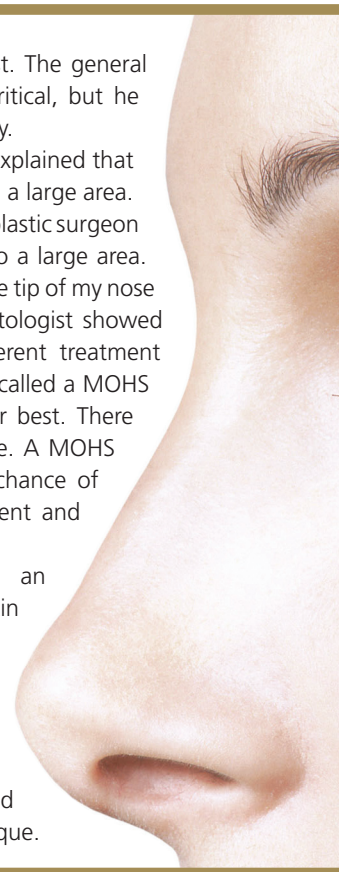 t. The general
ritical, but he
y.
xplained that
a large area.
plastic surgeon
o a large area.
e tip of my nose
tologist showed
erent treatment
called a MOHS
r best. There
e. A MOHS
chance of
ent and
an
in
d
que.